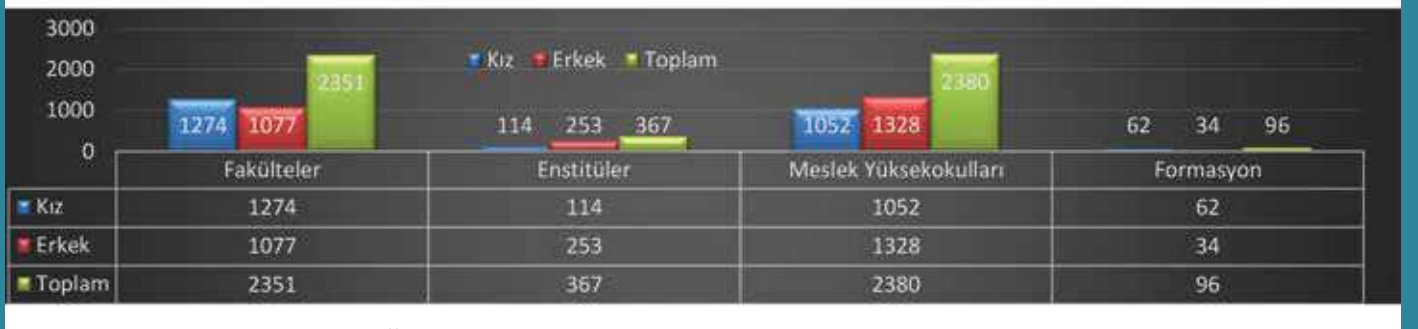 3000
2000
1000
0
Kız Erkek Toplam
1274 1077 2351
114 253 367
1052 1328 2380
62 34 96
Fakülteler Enstitüler Meslek Yüksekokulları Formasyon
Kız 1274 114 1052 62
Erkek 1077 253 1328 34
Toplam 2351 367 2380 96